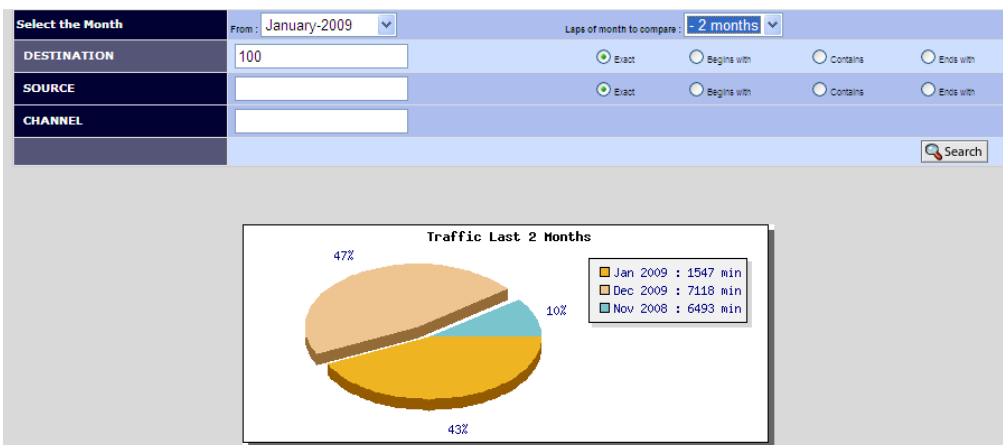 Select the Month From : January-2009 Laps of month to compare : - 2 months
DESTINATION 100 Exact Begins with Contains Ends with
SOURCE Exact Begins with Contains Ends with
CHANNEL
Search
Traffic Last 2 Months
47%
Jan 2009 : 1547 min
Dec 2009 : 7118 min
Nov 2008 : 6493 min
10%
43%